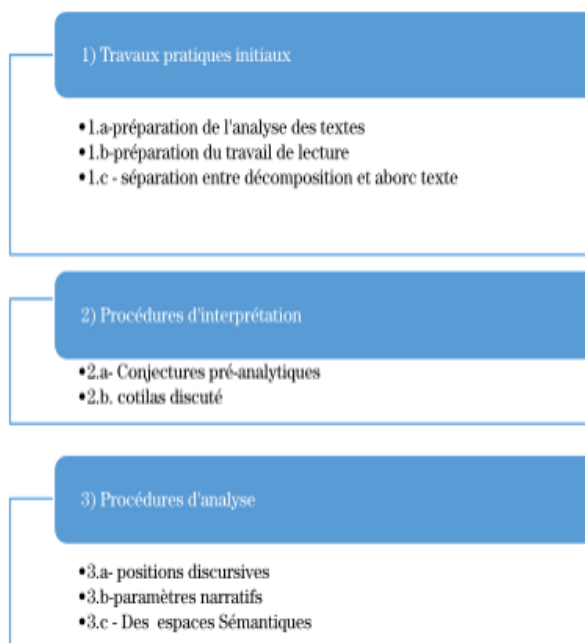 1) Travaux pratiques initiaux
•1.a-préparation de l'analyse des textes
•1.b-préparation du travail de lecture
•1.c - séparation entre décomposition et aborc texte
2) Procédures d'interprétation
•2.a- Conjectures pré-analytiques
•2.b. cotilas discuté
3) Procédures d'analyse
•3.a- positions discursives
•3.b-paramètres narratifs
•3.c - Des espaces Sémantiques